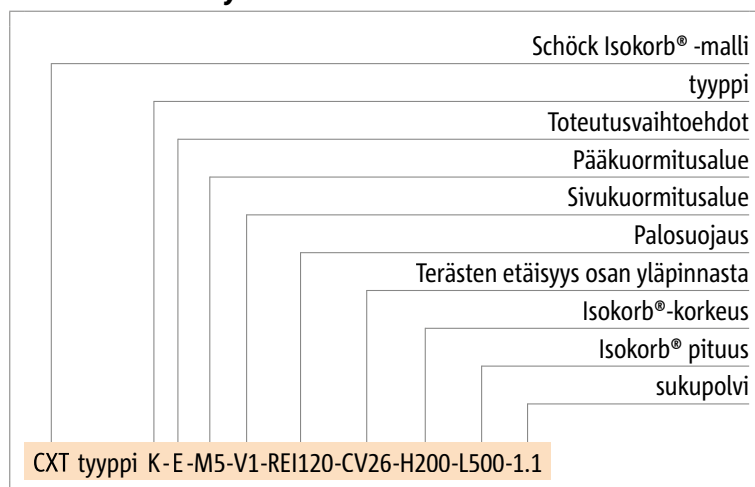 Schöck Isokorb® -malli
tyyppi
Toteutusvaihtoehdot
Pääkuormitusalue
Sivukuormitusalue
Palosuojaus
Terästen etäisyys osan yläpinnasta
Isokorb®-korkeus
Isokorb® pituus
sukupolvi
CXT tyyppi K-E-M5-V1-REI120-CV26-H200-L500-1.1